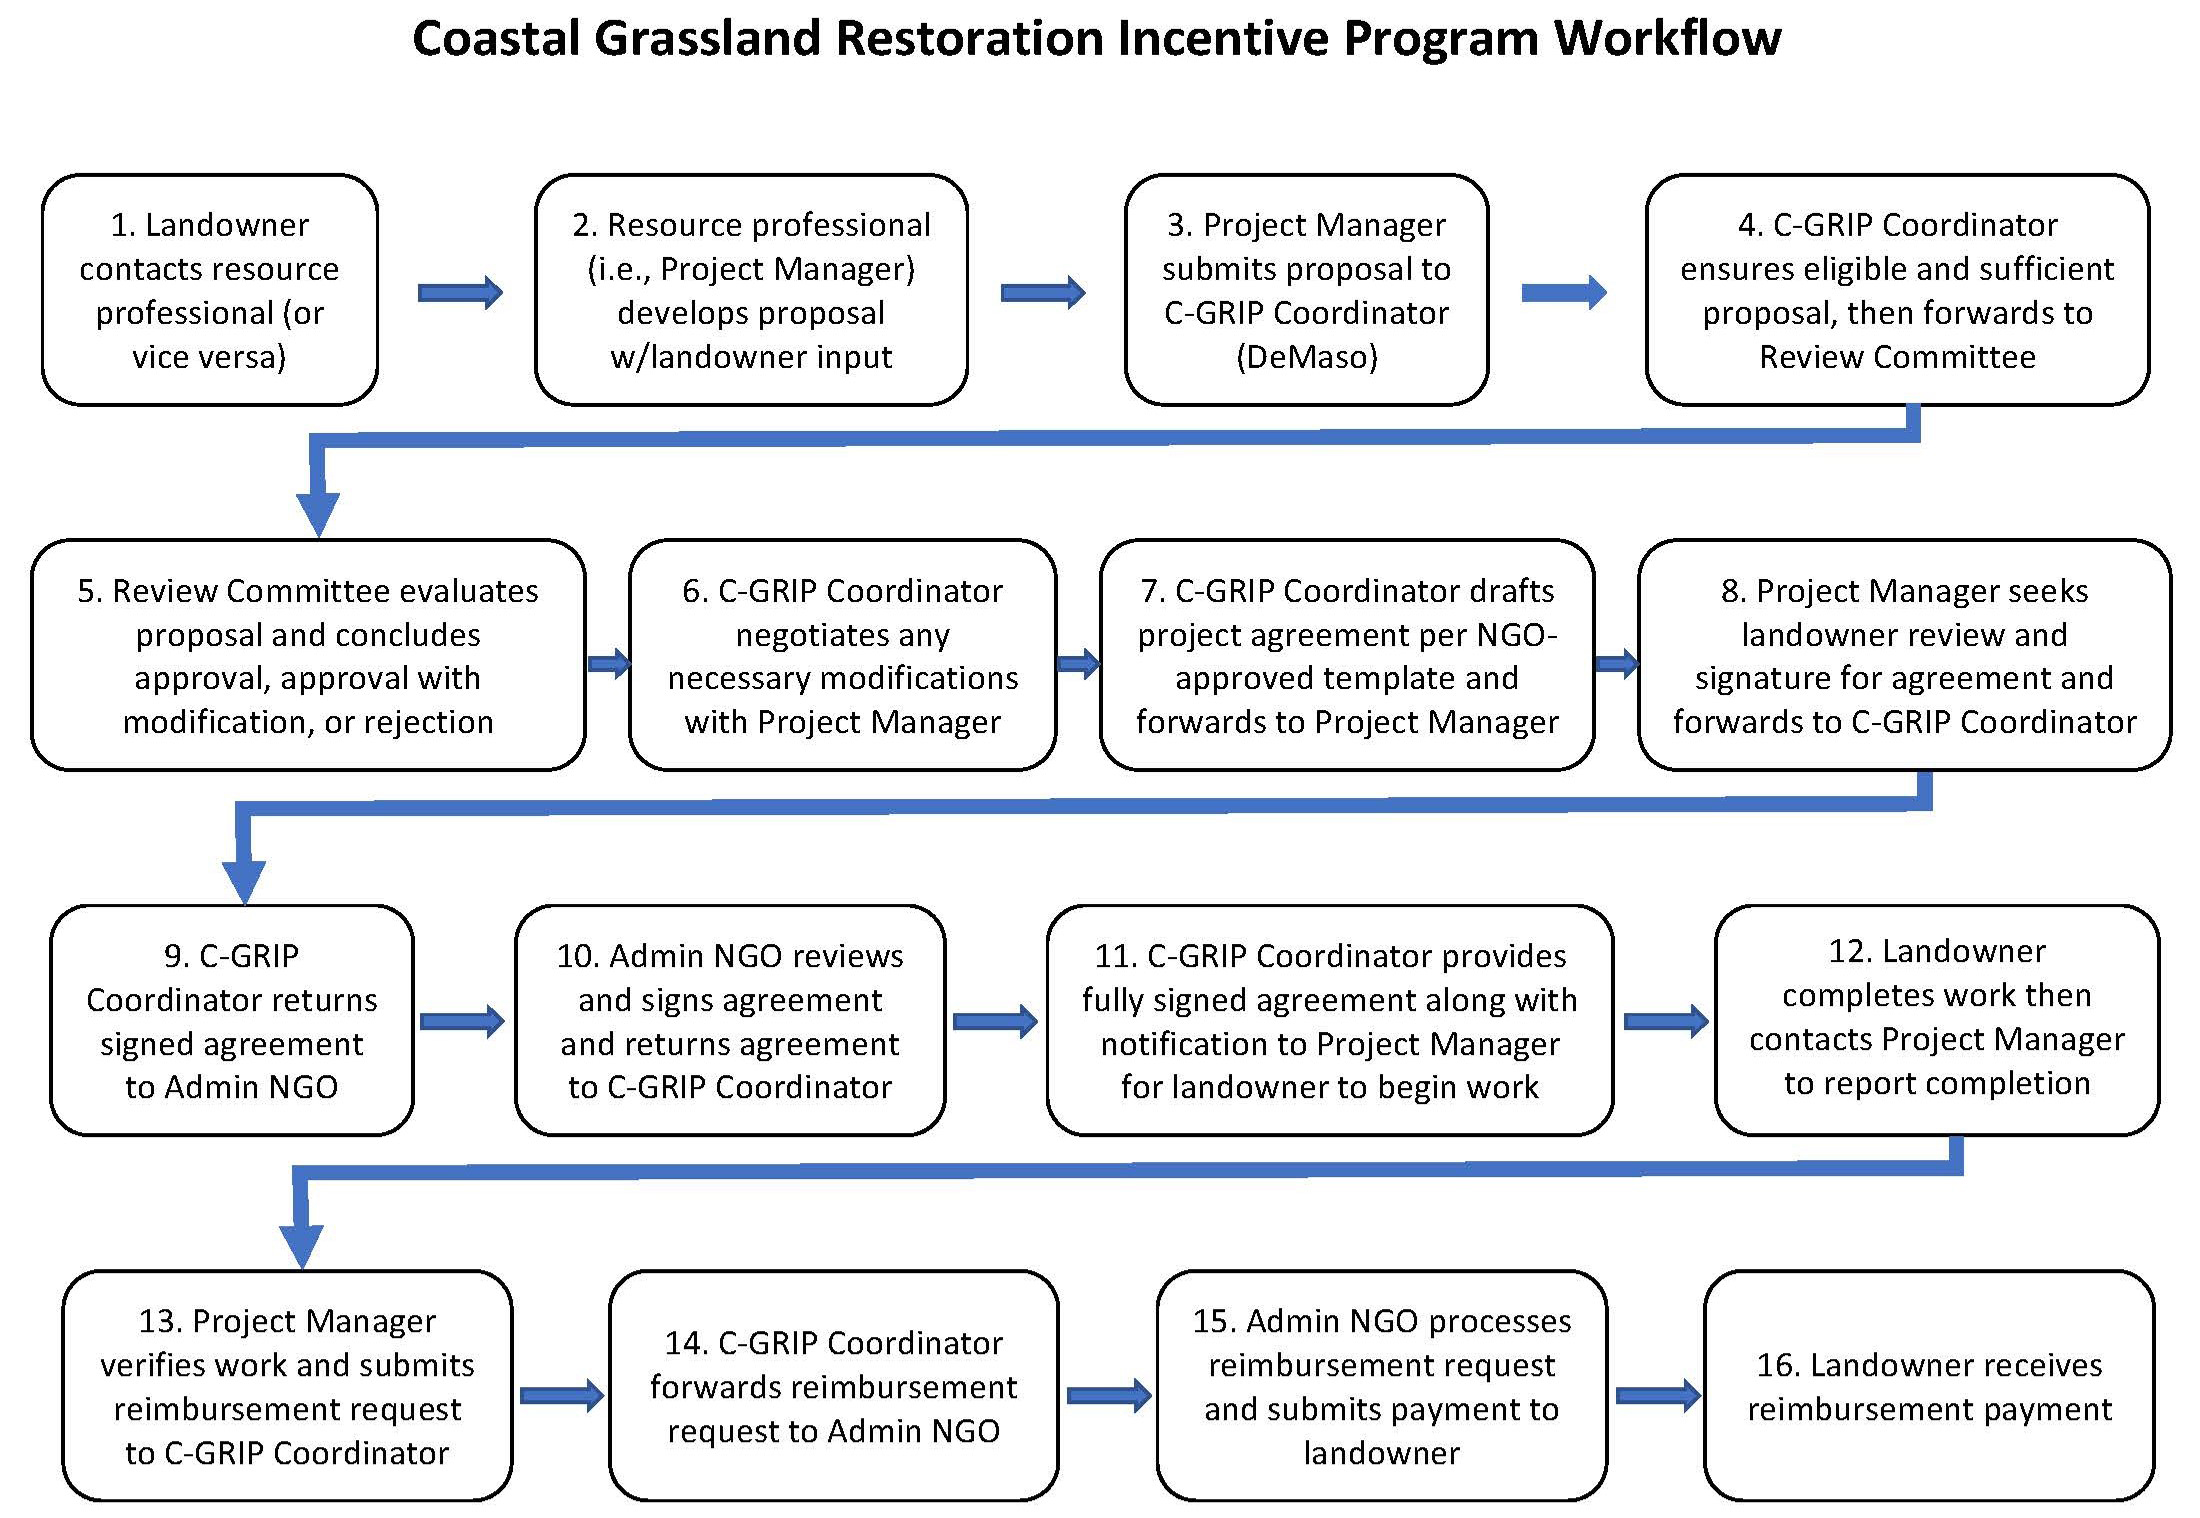 Coastal Grassland Restoration Incentive Program Workflow
1. Landowner
contacts resource
professional (or
vice versa)
2. Resource professional
(i.e., Project Manager)
develops proposal
w/landowner input
3. Project Manager
submits proposal to
C-GRIP Coordinator
(DeMaso)
4. C-GRIP Coordinator
ensures eligible and sufficient
proposal, then forwards to
Review Committee
5. Review Committee evaluates
proposal and concludes
approval, approval with
modification, or rejection
6. C-GRIP Coordinator
negotiates any
necessary modifications
with Project Manager
7. C-GRIP Coordinator drafts
project agreement per NGO-
approved template and
forwards to Project Manager
8. Project Manager seeks
landowner review and
signature for agreement and
forwards to C-GRIP Coordinator
9. C-GRIP
Coordinator returns
signed agreement
to Admin NGO
10. Admin NGO reviews
and signs agreement
and returns agreement
to C-GRIP Coordinator
11. C-GRIP Coordinator provides
fully signed agreement along with
notification to Project Manager
for landowner to begin work
12. Landowner
completes work then
contacts Project Manager
to report completion
13. Project Manager
verifies work and submits
reimbursement request
to C-GRIP Coordinator
14. C-GRIP Coordinator
forwards reimbursement
request to Admin NGO
15. Admin NGO processes
reimbursement request
and submits payment to
landowner
16. Landowner receives
reimbursement payment